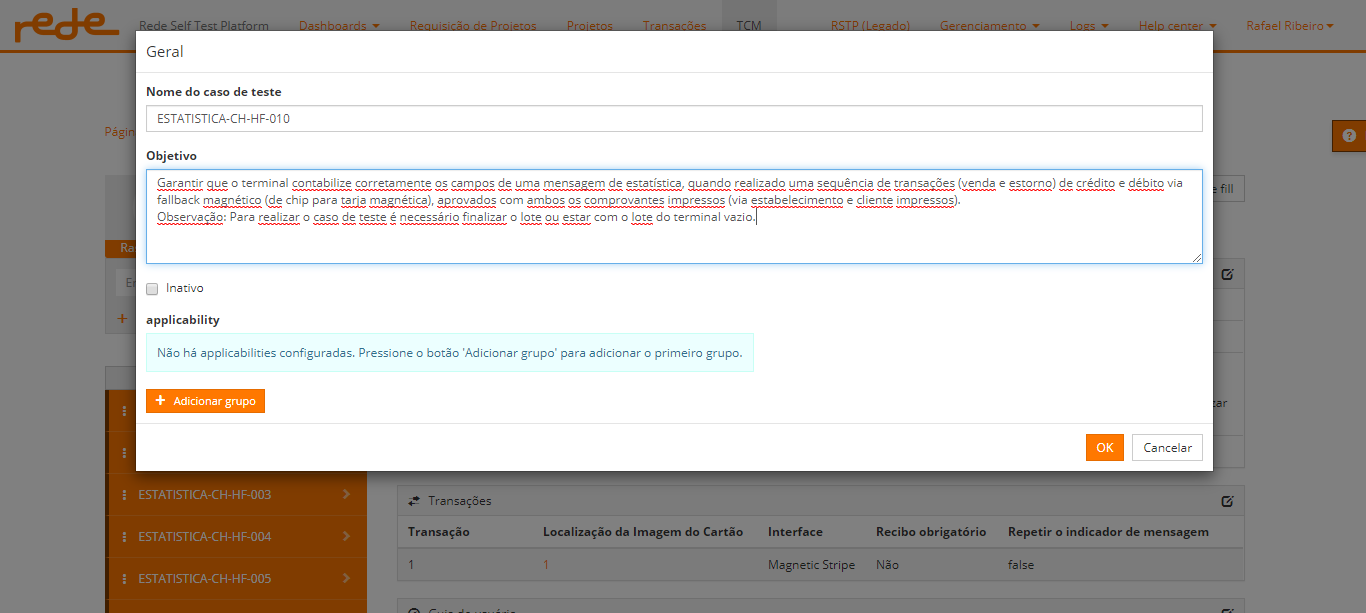 rede
Rede Self Test Platform Dashboards Requisição de Projetos Projetos Transações TCM RSTP (Legado) Gerenciamento Logs Help center Rafael Ribeiro
Geral
Nome do caso de teste
ESTATISTICA-CH-HF-010
Objetivo
Garantir que o terminal contabilize corretamente os campos de uma mensagem de estatística, quando realizado uma sequência de transações (venda e estorno) de crédito e débito via
fallback magnético (de chip para tarja magnética), aprovados com ambos os comprovantes impressos (via estabelecimento e cliente impressos).
Observação: Para realizar o caso de teste é necessário finalizar o lote ou estar com o lote do terminal vazio.
Inativo
applicability
Não há applicabilities configuradas. Pressione o botão 'Adicionar grupo' para adicionar o primeiro grupo.
+ Adicionar grupo
OK Cancelar
Págin
fill
Ra
+
ESTATISTICA-CH-HF-003
ESTATISTICA-CH-HF-004
ESTATISTICA-CH-HF-005
Transações
Transação Localização da Imagem do Cartão Interface Recibo obrigatório Repetir o indicador de mensagem
1 1 Magnetic Stripe Não false
Guia do usuário